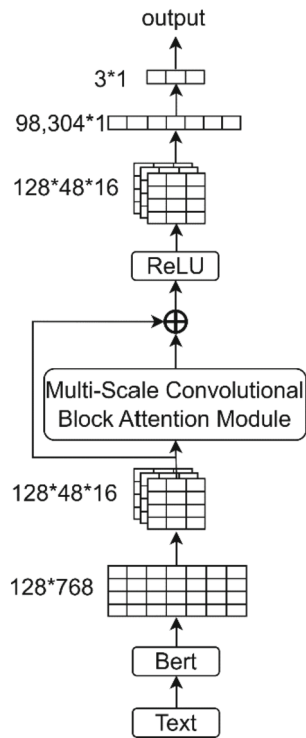 output
3*1
98,304*1
128*48*16
ReLU
Multi-Scale Convolutional
Block Attention Module
128*48*16
128*768
Bert
Text